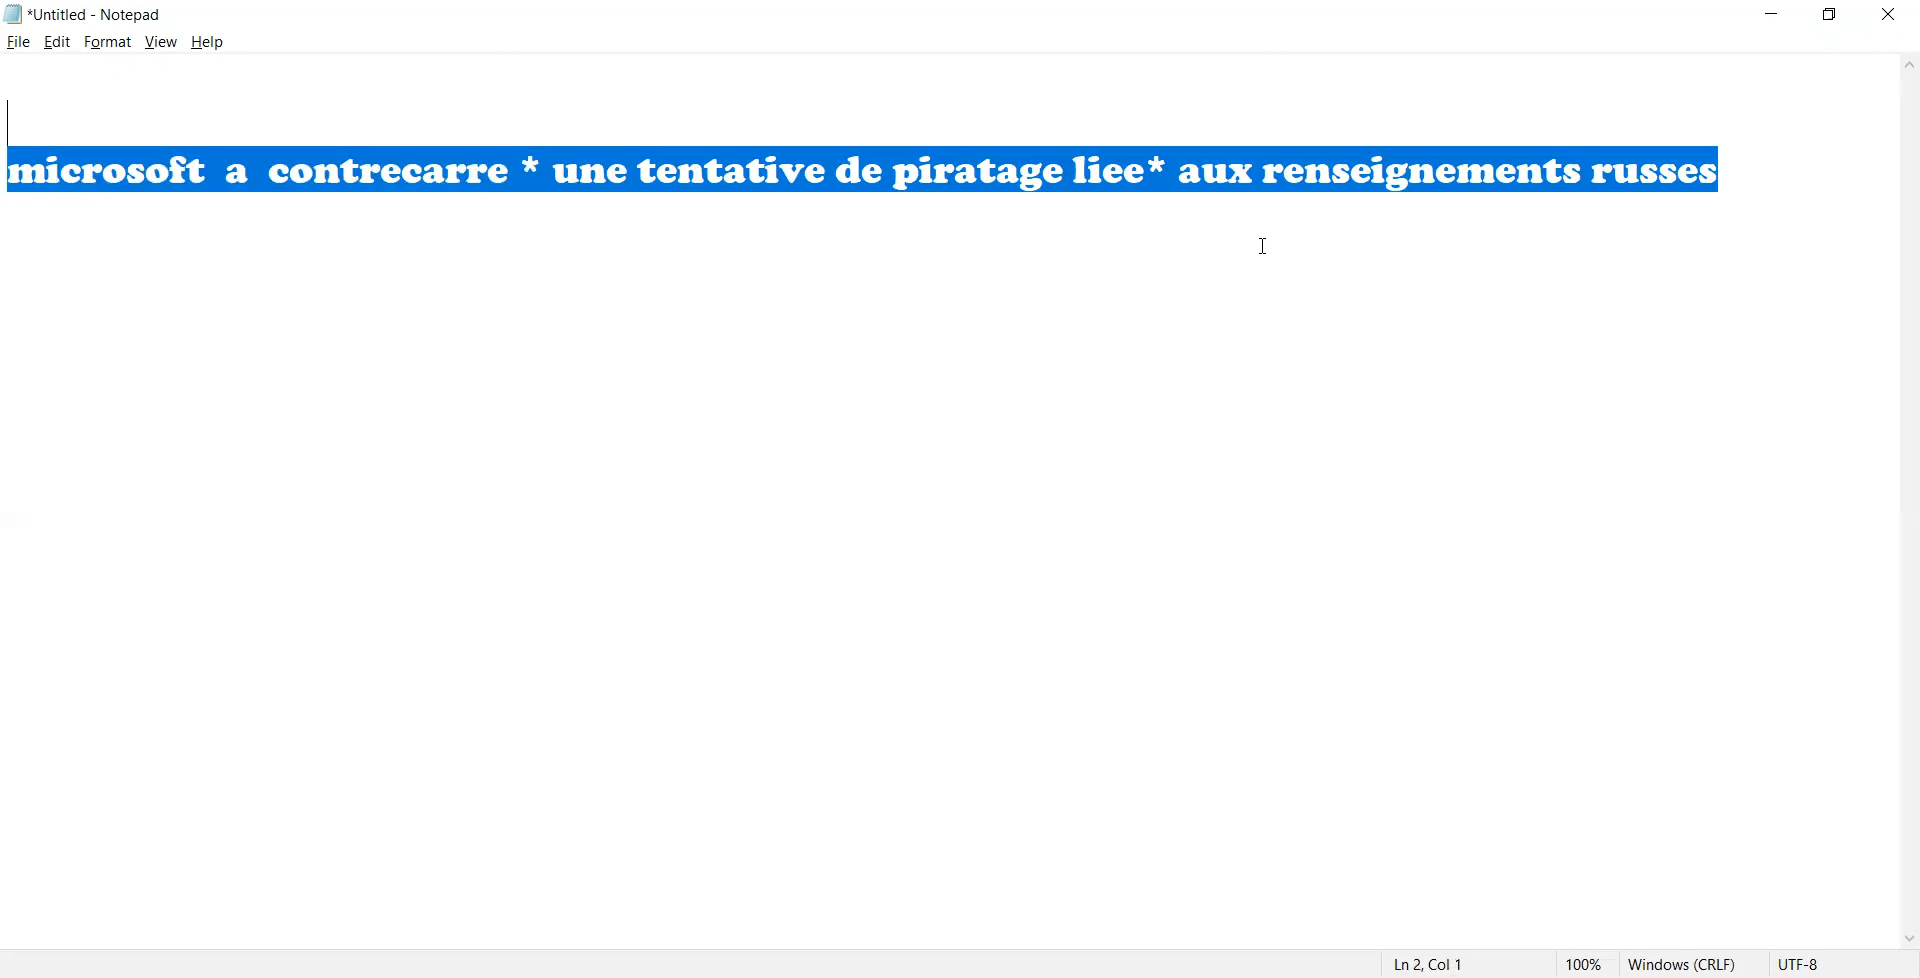 *Untitled - Notepad
File Edit Format View Help
microsoft  a  contrecarre * une tentative de piratage liee* aux renseignements russes
Ln 2, Col 1 100% Windows (CRLF) UTF-8